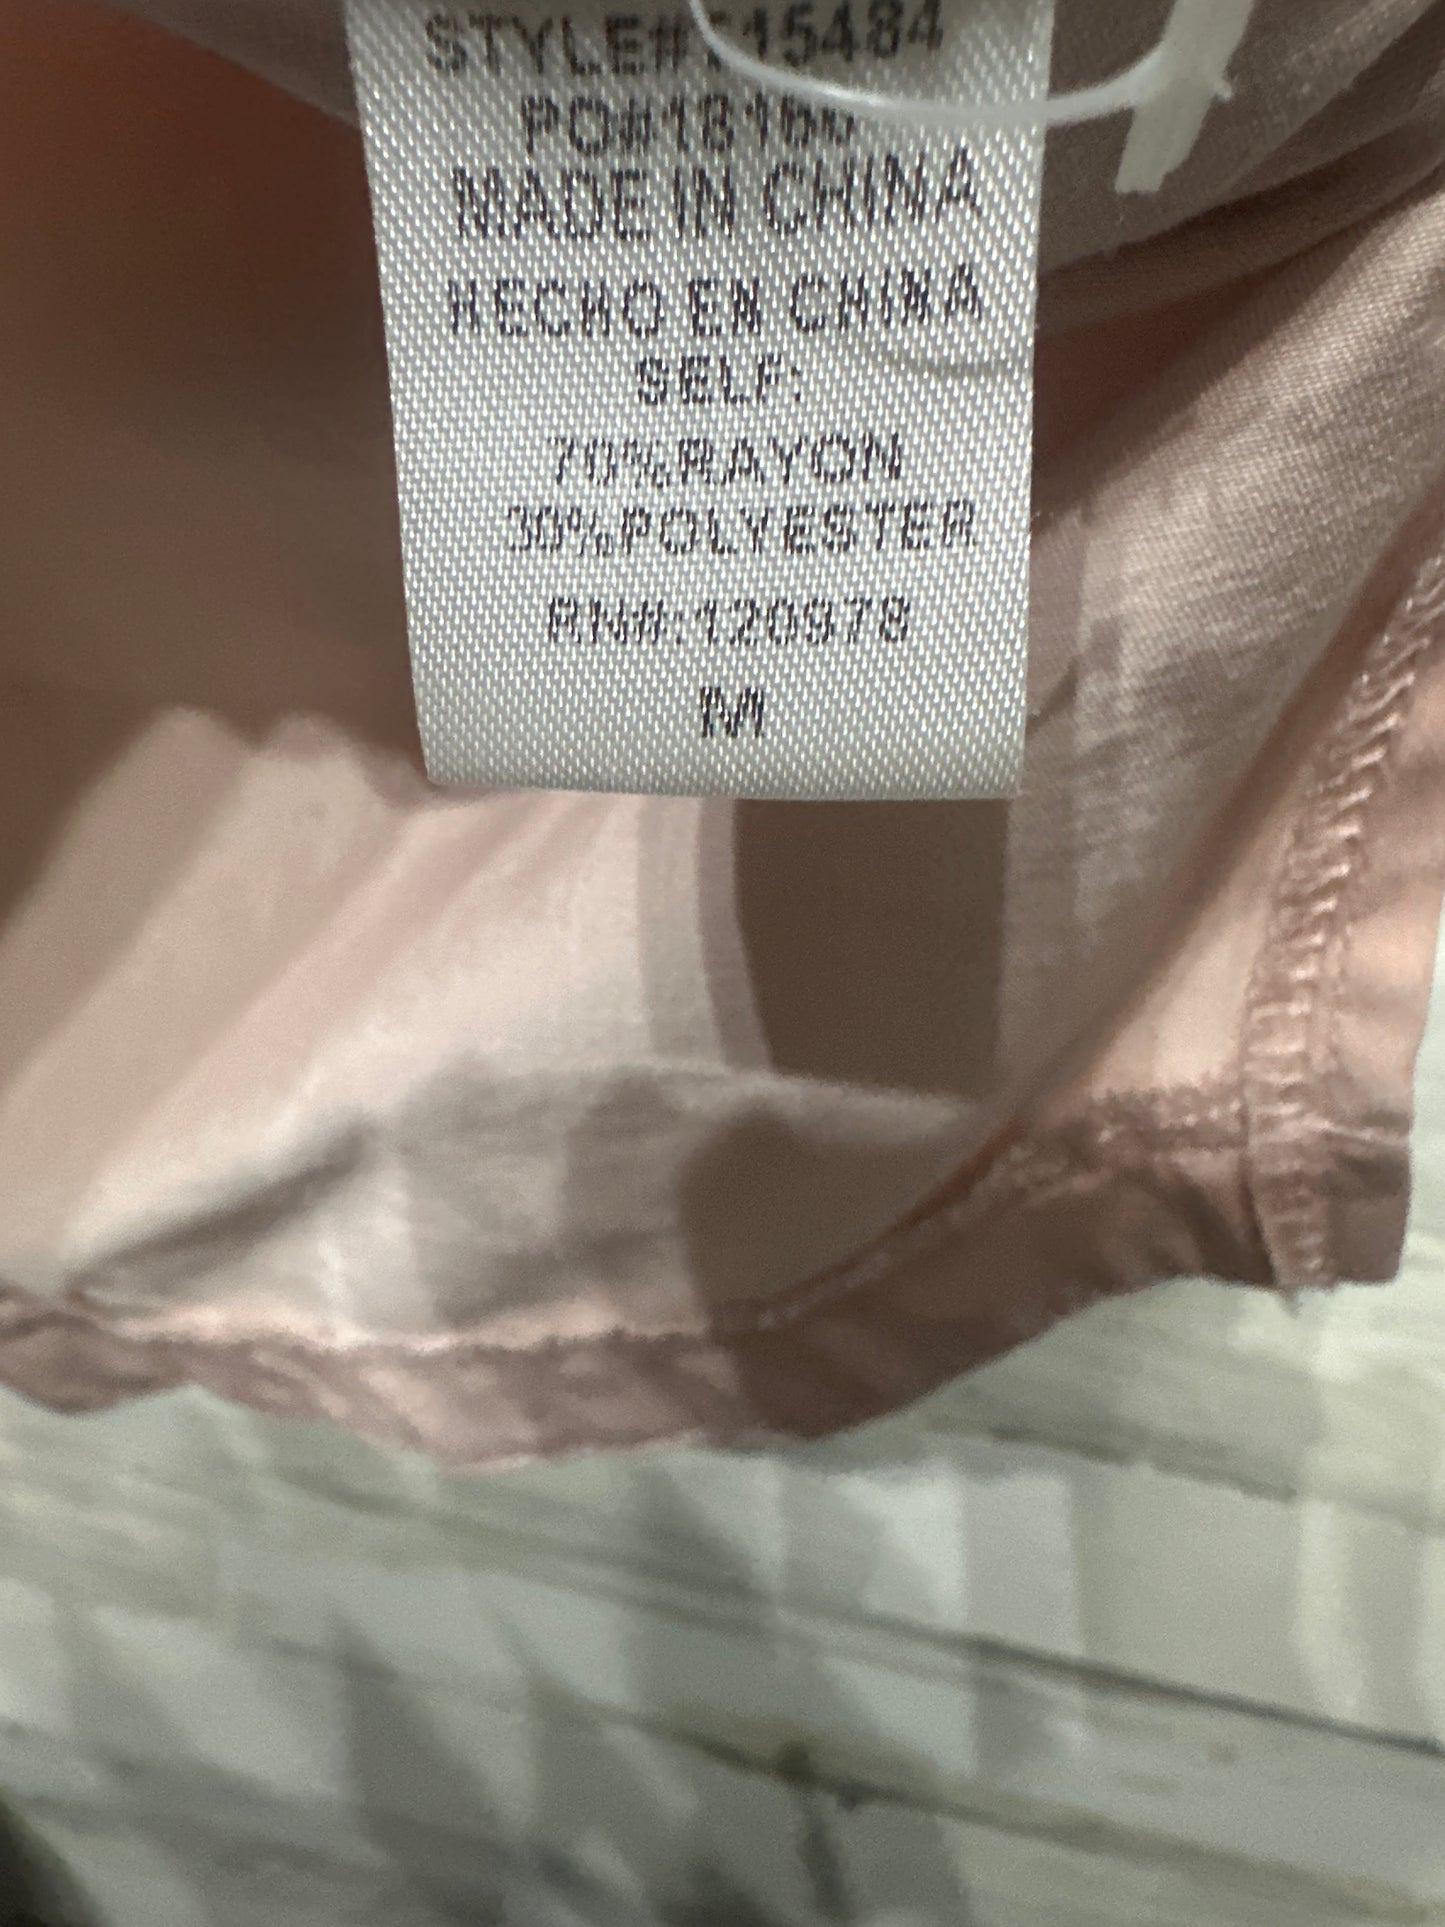 MADE IN CHINA
HECHO EN CHINA
SELF:
70%RAYON
30%POLYESTER
RN#:120978
M